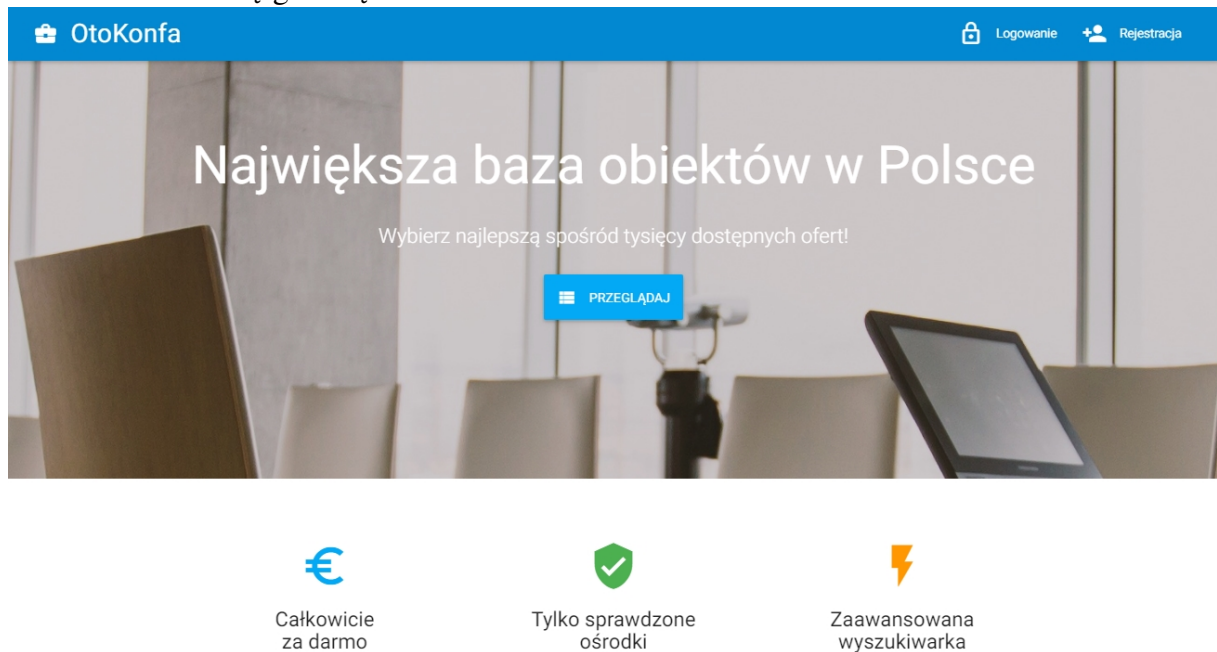 OtoKonfa
Logowanie
Rejestracja
Największa baza obiektów w Polsce
Wybierz najlepszą spośród tysięcy dostępnych ofert!
PRZEGLĄDAJ
Całkowicie
za darmo
Tylko sprawdzone
ośrodki
Zaawansowana
wyszukiwarka